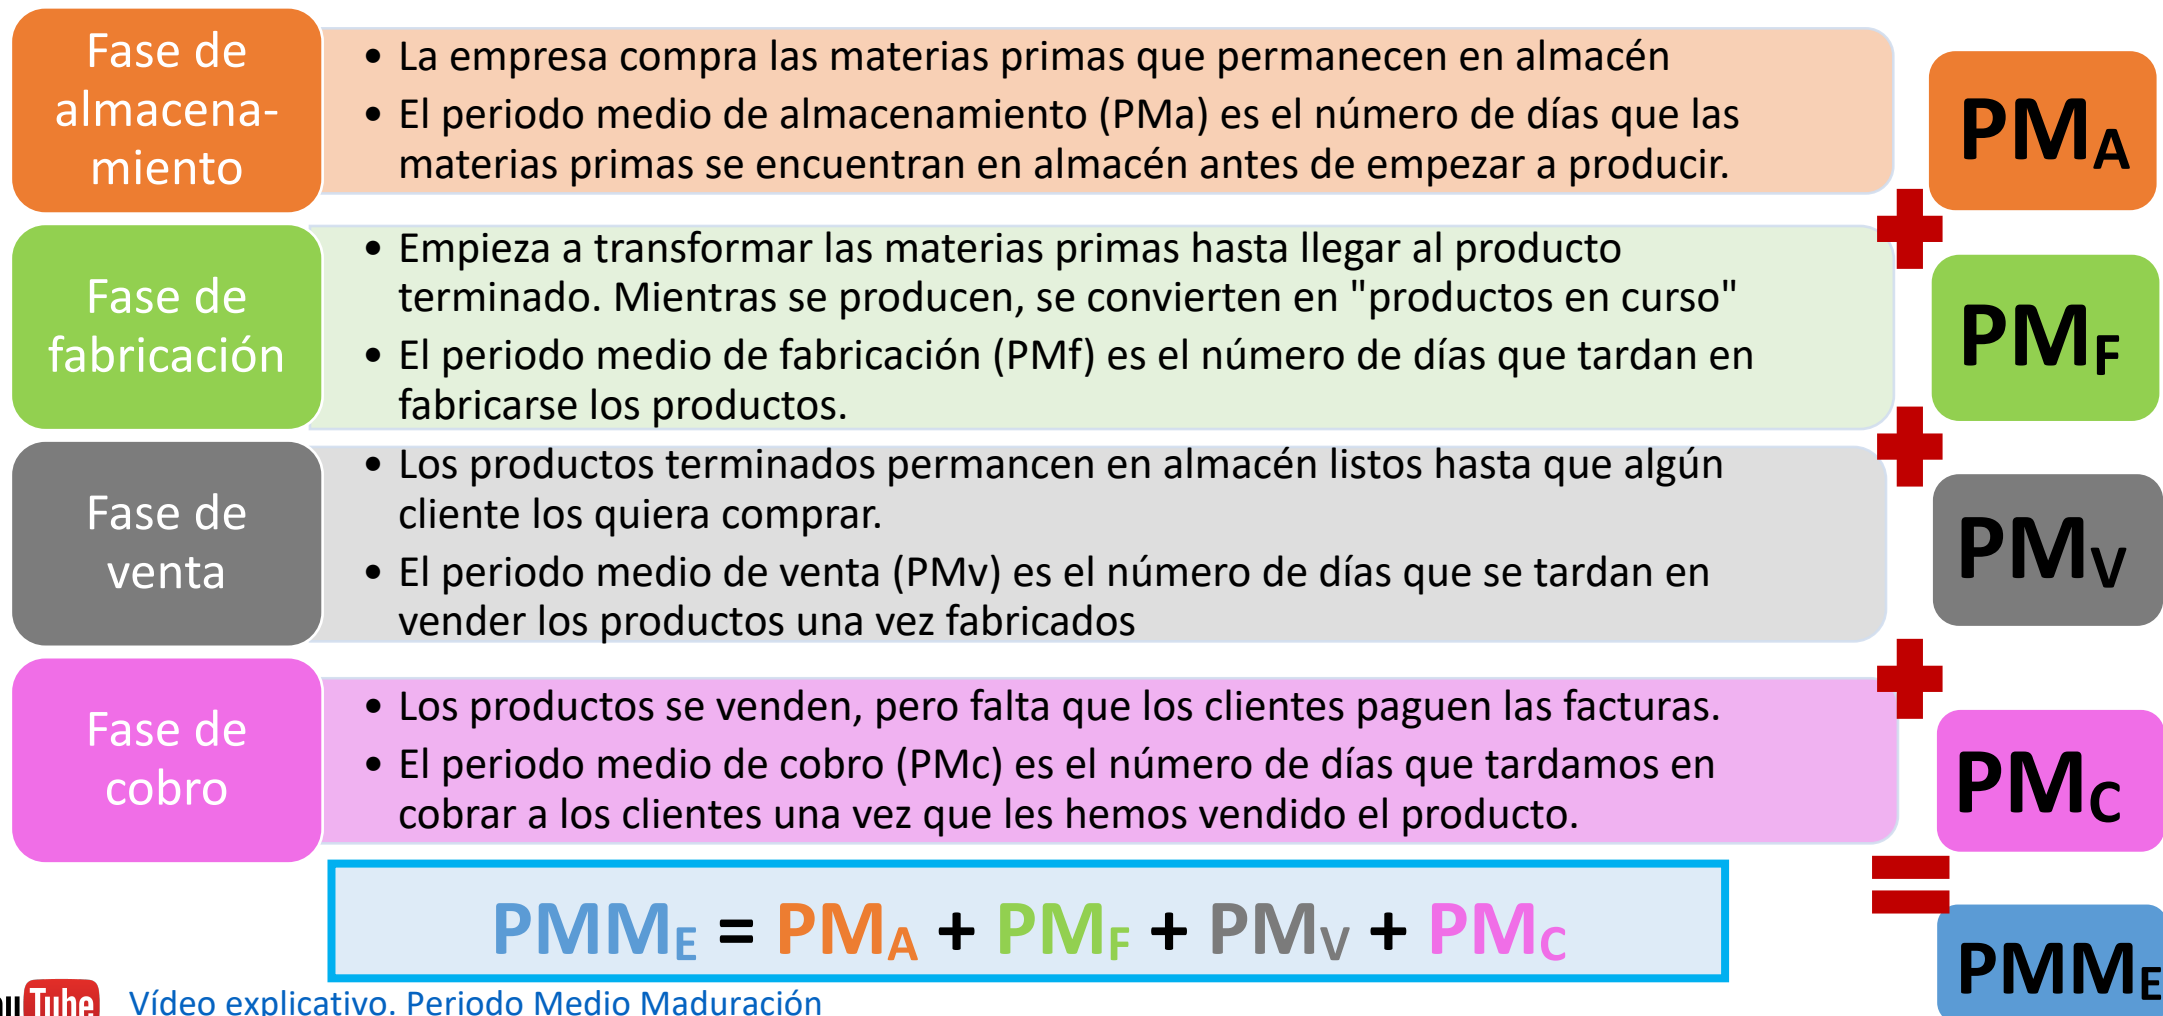 Fase de
almacena-
miento
• La empresa compra las materias primas que permanecen en almacén
• El periodo medio de almacenamiento (PMa) es el número de días que las
materias primas se encuentran en almacén antes de empezar a producir.
PMA
Fase de
fabricación
• Empieza a transformar las materias primas hasta llegar al producto
terminado. Mientras se producen, se convierten en "productos en curso"
• El periodo medio de fabricación (PMf) es el número de días que tardan en
fabricarse los productos.
PMF
Fase de
venta
• Los productos terminados permancen en almacén listos hasta que algún
cliente los quiera comprar.
• El periodo medio de venta (PMv) es el número de días que se tardan en
vender los productos una vez fabricados
PMV
Fase de
cobro
• Los productos se venden, pero falta que los clientes paguen las facturas.
• El periodo medio de cobro (PMc) es el número de días que tardamos en
cobrar a los clientes una vez que les hemos vendido el producto.
PMC
PMME = PMA + PMF + PMV + PMC
PMME
ouTube
Vídeo explicativo. Periodo Medio Maduración